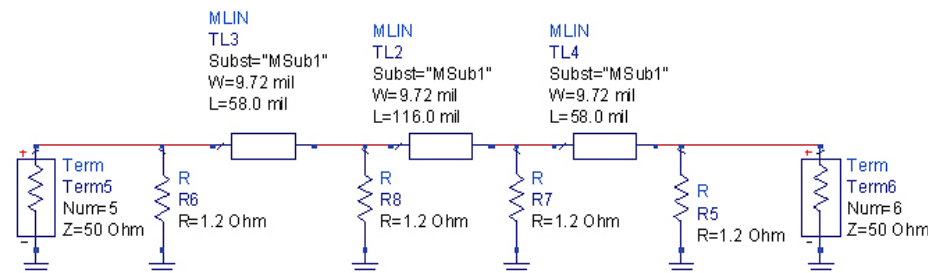 MLIN
TL3
Subst="MSub1"
W=9.72 mil
L=58.0 mil
MLIN
TL2
Subst="MSub1"
W=9.72 mil
L=116.0 mil
MLIN
TL4
Subst="MSub1"
W=9.72 mil
L=58.0 mil
+
Term
Term5
Num=5
Z=50 Ohm
-
R
R6
R=1.2 Ohm
R
R8
R=1.2 Ohm
R
R7
R=1.2 Ohm
R
R5
R=1.2 Ohm
+
Term
Term6
Num=6
Z=50 Ohm
-